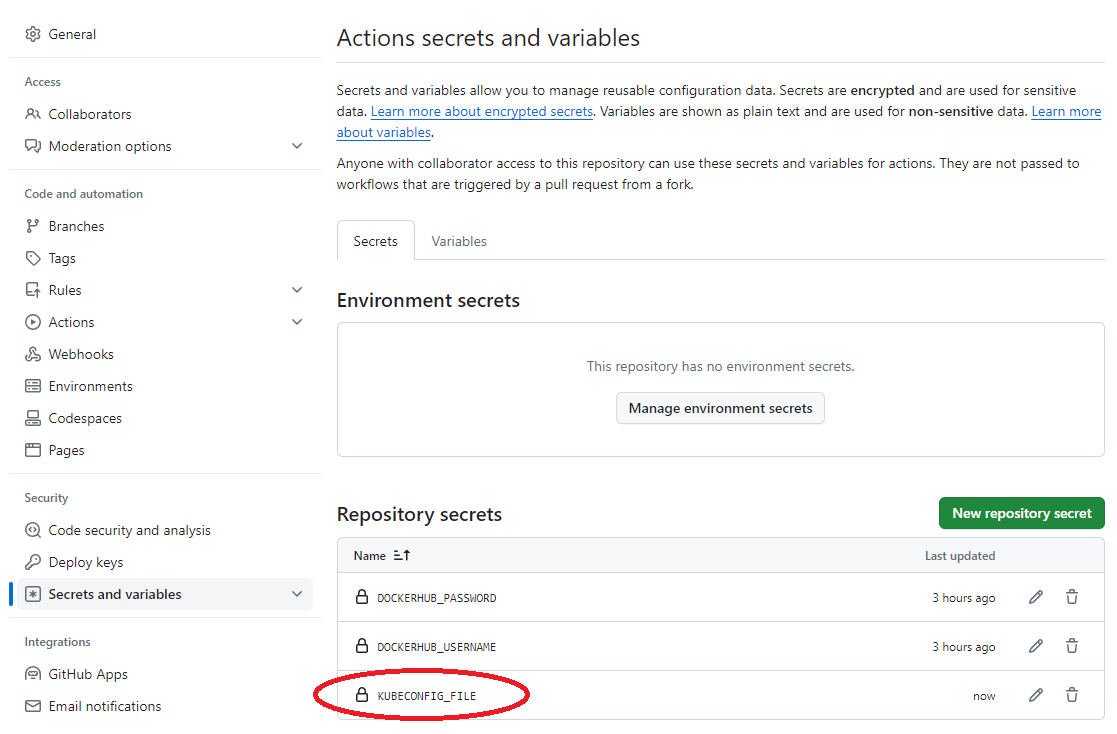 General
Access
Collaborators
Moderation options
Code and automation
Branches
Tags
Rules
Actions
Webhooks
Environments
Codespaces
Pages
Security
Code security and analysis
Deploy keys
Secrets and variables
Integrations
GitHub Apps
Email notifications
Actions secrets and variables
Secrets and variables allow you to manage reusable configuration data. Secrets are encrypted and are used for sensitive
data. Learn more about encrypted secrets. Variables are shown as plain text and are used for non-sensitive data. Learn more
about variables.
Anyone with collaborator access to this repository can use these secrets and variables for actions. They are not passed to
workflows that are triggered by a pull request from a fork.
Secrets Variables
Environment secrets
This repository has no environment secrets.
Manage environment secrets
Repository secrets New repository secret
Name Last updated
DOCKERHUB_PASSWORD 3 hours ago
DOCKERHUB_USERNAME 3 hours ago
KUBECONFIG_FILE now